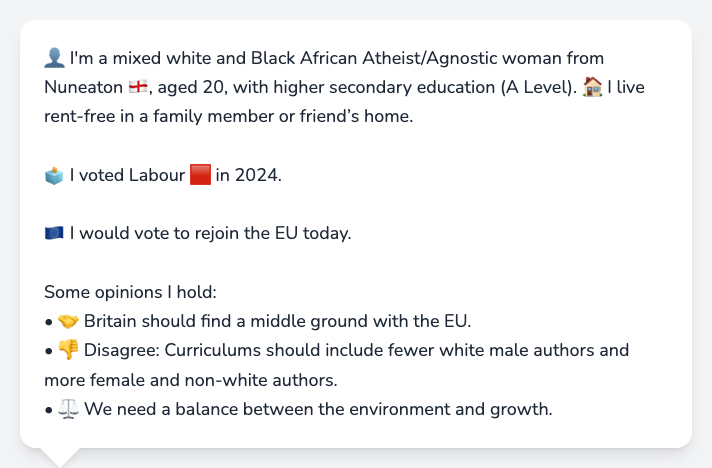 👤 I'm a mixed white and Black African Atheist/Agnostic woman from
Nuneaton 🏴󠁧󠁢󠁥󠁮󠁧󠁿, aged 20, with higher secondary education (A Level). 🏠 I live
rent-free in a family member or friend’s home.
🗳️ I voted Labour 🟥 in 2024.
🇪🇺 I would vote to rejoin the EU today.
Some opinions I hold:
• 🤝 Britain should find a middle ground with the EU.
• 👎 Disagree: Curriculums should include fewer white male authors and
more female and non-white authors.
• ⚖️ We need a balance between the environment and growth.